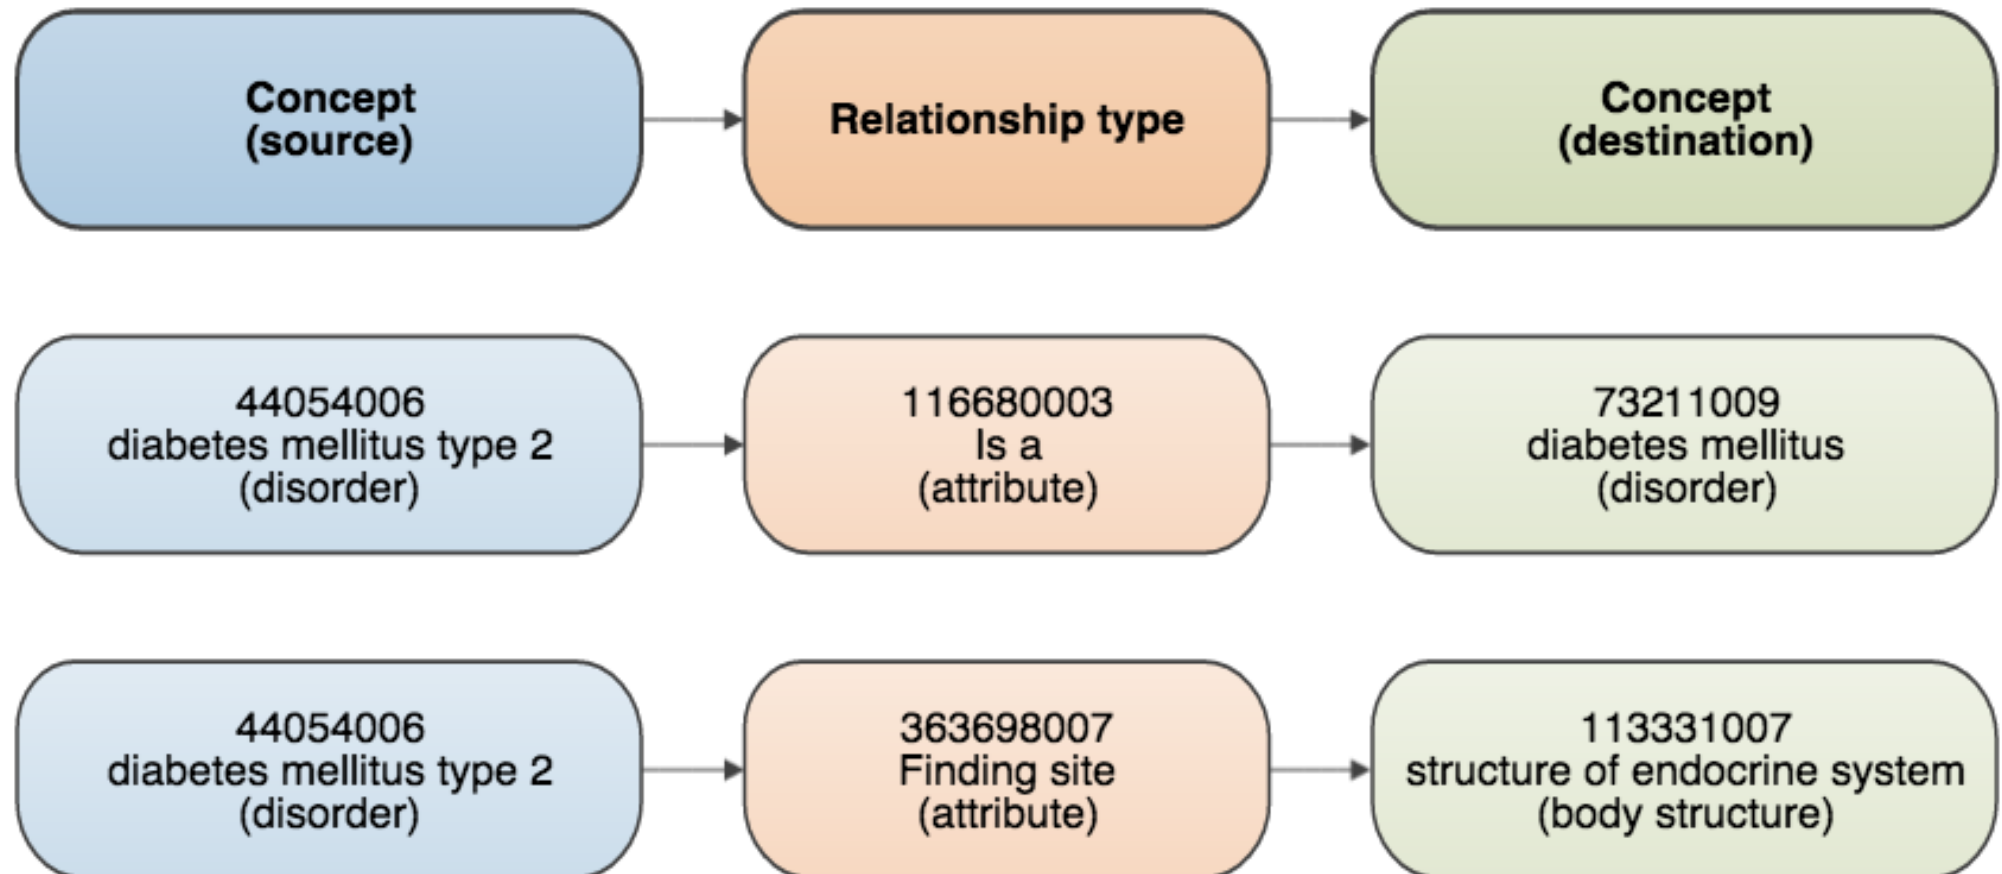 Concept
(source)
Relationship type
Concept
(destination)
44054006
diabetes mellitus type 2
(disorder)
116680003
Is a
(attribute)
73211009
diabetes mellitus
(disorder)
44054006
diabetes mellitus type 2
(disorder)
363698007
Finding site
(attribute)
113331007
structure of endocrine system
(body structure)